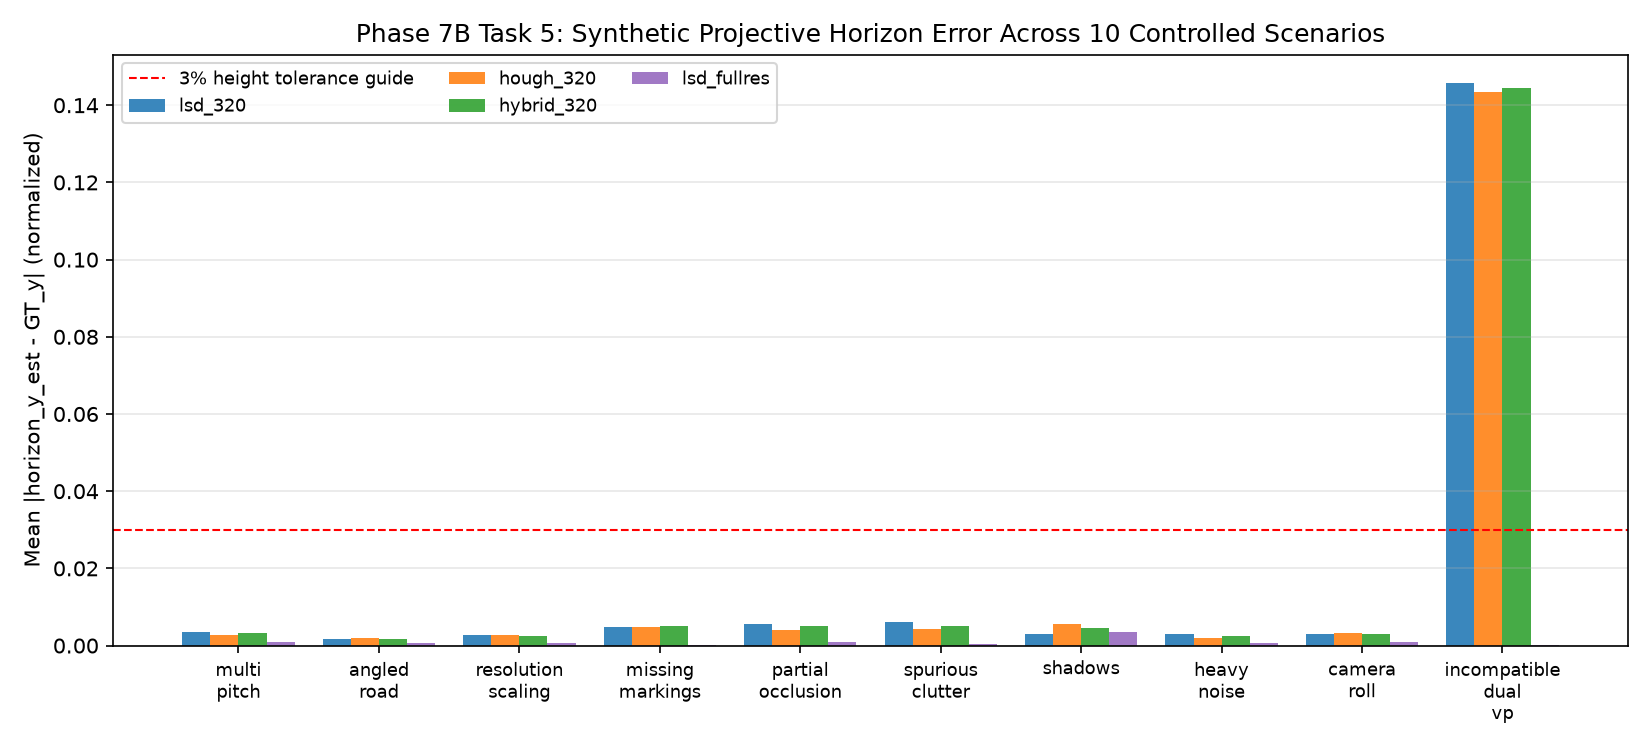 Phase 7B Task 5: Synthetic Projective Horizon Error Across 10 Controlled Scenarios
3% height tolerance guide
lsd_320
hough_320
hybrid_320
lsd_fullres
Mean |horizon_y_est - GT_y| (normalized)
0.14
0.12
0.10
0.08
0.06
0.04
0.02
0.00
multi
pitch
angled
road
resolution
scaling
missing
markings
partial
occlusion
spurious
clutter
shadows
heavy
noise
camera
roll
incompatible
dual
vp